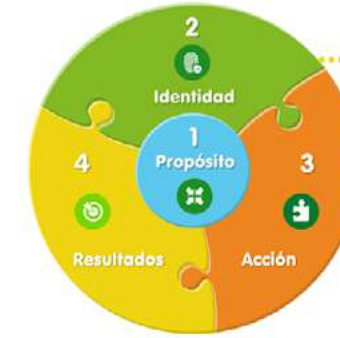 2
Identidad
1
Propósito
3
Acción
4
Resultados